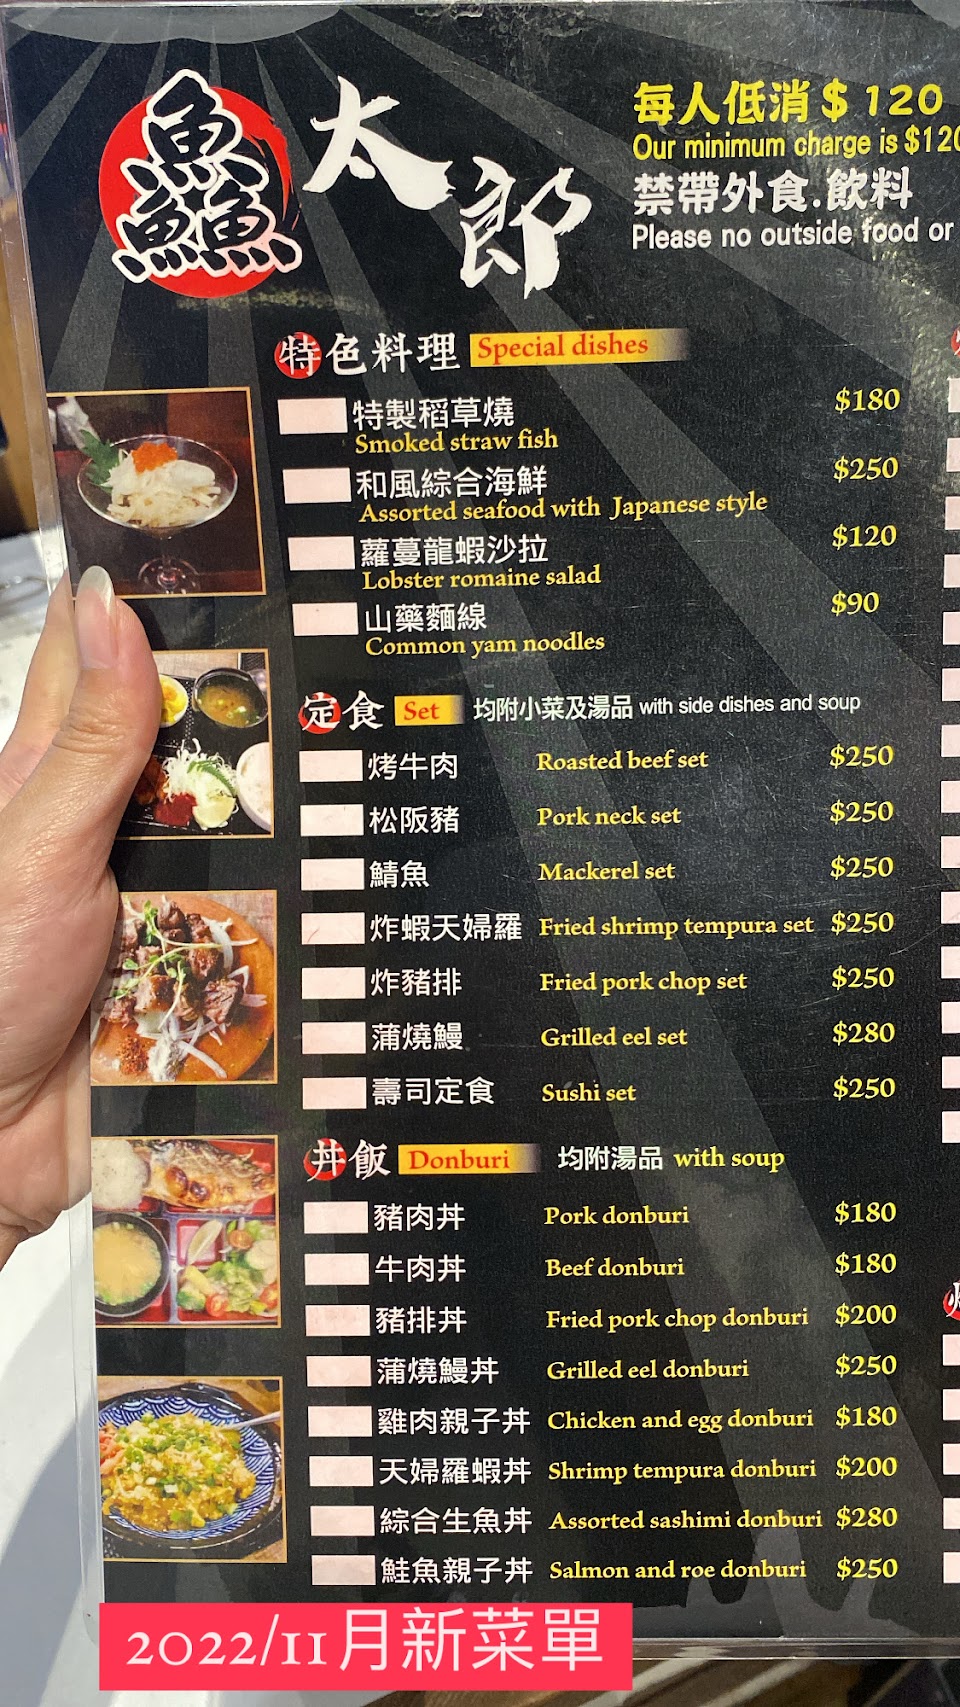 鱻太郎
每人低消 $ 120
Our minimum charge is $120
禁帶外食.飲料
Please no outside food or
特色料理 Special dishes
特製稻草燒 $180
Smoked straw fish
和風綜合海鮮 $250
Assorted seafood with Japanese style
蘿蔓龍蝦沙拉 $120
Lobster romaine salad
山藥麵線 $90
Common yam noodles
定食 Set 均附小菜及湯品 with side dishes and soup
烤牛肉 Roasted beef set $250
松阪豬 Pork neck set $250
鯖魚 Mackerel set $250
炸蝦天婦羅 Fried shrimp tempura set $250
炸豬排 Fried pork chop set $250
蒲燒鰻 Grilled eel set $280
壽司定食 Sushi set $250
丼飯 Donburi 均附湯品 with soup
豬肉丼 Pork donburi $180
牛肉丼 Beef donburi $180
豬排丼 Fried pork chop donburi $200
蒲燒鰻丼 Grilled eel donburi $250
雞肉親子丼 Chicken and egg donburi $180
天婦羅蝦丼 Shrimp tempura donburi $200
綜合生魚丼 Assorted sashimi donburi $280
鮭魚親子丼 Salmon and roe donburi $250
2022/11月新菜單